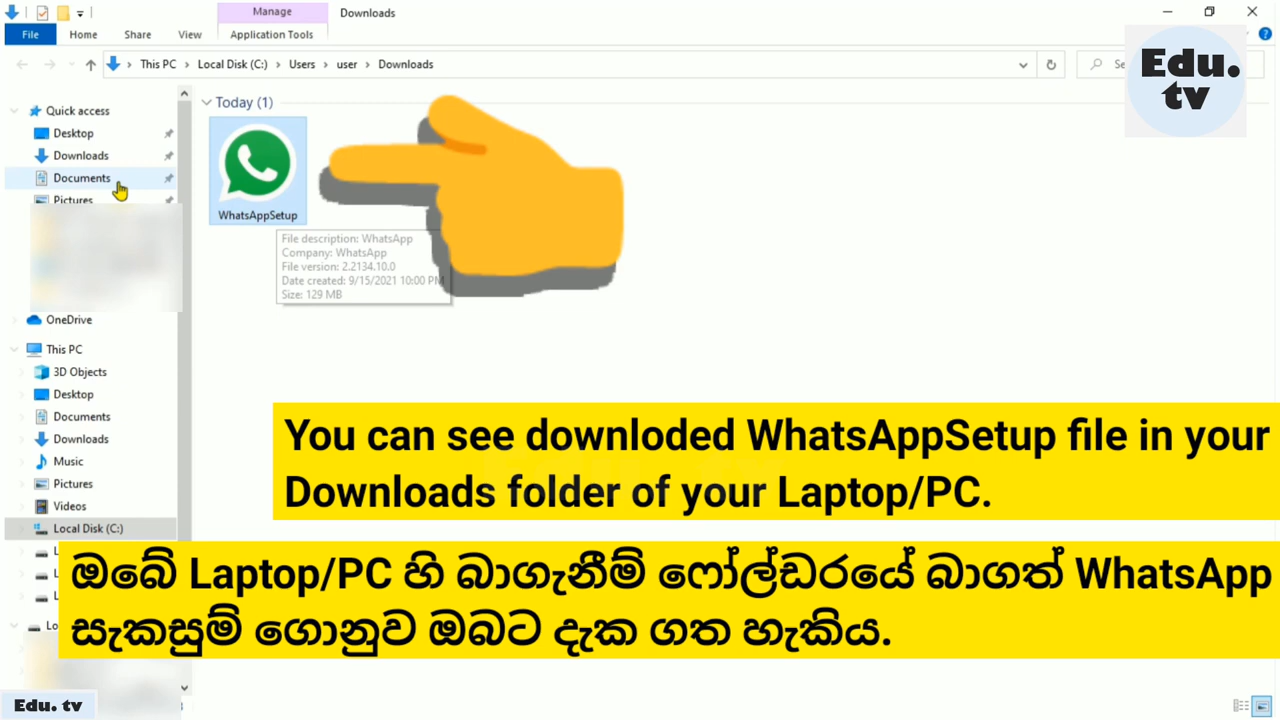 Manage
Downloads
File
Home
Share
View
Application Tools
This PC
Local Disk (C:)
Users
user
Downloads
Edu.
tv
Quick access
Desktop
Downloads
Documents
Pictures
OneDrive
This PC
3D Objects
Desktop
Documents
Downloads
Music
Pictures
Videos
Local Disk (C:)
Today (1)
WhatsAppSetup
File description: WhatsApp
Company: WhatsApp
File version: 2.2134.10.0
Date created: 9/15/2021 10:00 PM
Size: 129 MB
You can see downloded WhatsAppSetup file in your
Downloads folder of your Laptop/PC.
ඔබේ Laptop/PC හි බාගැනීම් ෆෝල්ඩරයේ බාගත් WhatsApp
සැකසුම් ගොනුව ඔබට දැක ගත හැකිය.
Edu. tv